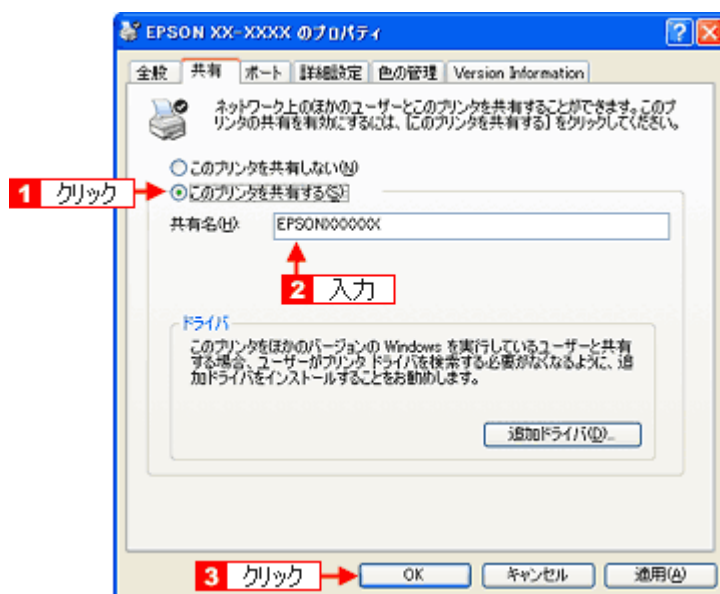 EPSON XX-XXXX のプロパティ
全般 共有 ポート 詳細設定 色の管理 Version Information
ネットワーク上のほかのユーザーとこのプリンタを共有することができます。このプ
リンタの共有を有効にするには、[このプリンタを共有する] をクリックしてください。
このプリンタを共有しない(N)
1 クリック
このプリンタを共有する(S):
共有名(H): EPSONXXXXXX
2 入力
ドライバ
このプリンタをほかのバージョンの Windows を実行しているユーザーと共有
する場合、ユーザーがプリンタ ドライバを検索する必要がなくなるように、追
加ドライバをインストールすることをお勧めします。
追加ドライバ(D)...
3 クリック
OK キャンセル 適用(A)